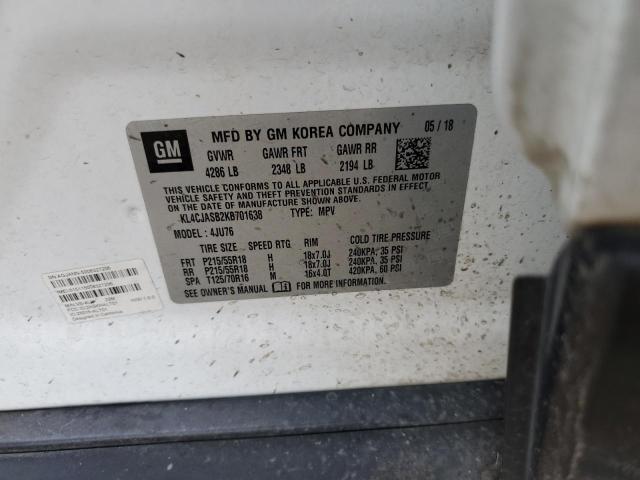 GM
MFD BY GM KOREA COMPANY 05/18
GVWR GAWR FRT GAWR RR
4286 LB 2348 LB 2194 LB
THIS VEHICLE CONFORMS TO ALL APPLICABLE U.S. FEDERAL MOTOR
VEHICLE SAFETY AND THEFT PREVENTION STANDARDS IN EFFECT ON
THE DATE OF MANUFACTURE SHOWN ABOVE.
KL4CJASB2KB701638 TYPE: MPV
MODEL: 4JU76
TIRE SIZE SPEED RTG RIM COLD TIRE PRESSURE
FRT P215/55R18 H 18x7.0J 240KPA, 35 PSI
RR P215/55R18 H 18x7.0J 240KPA, 35 PSI
SPA T125/70R16 M 16x4.0T 420KPA, 60 PSI
SEE OWNER'S MANUAL FOR ADDITIONAL INFORMATION.
Designed in California